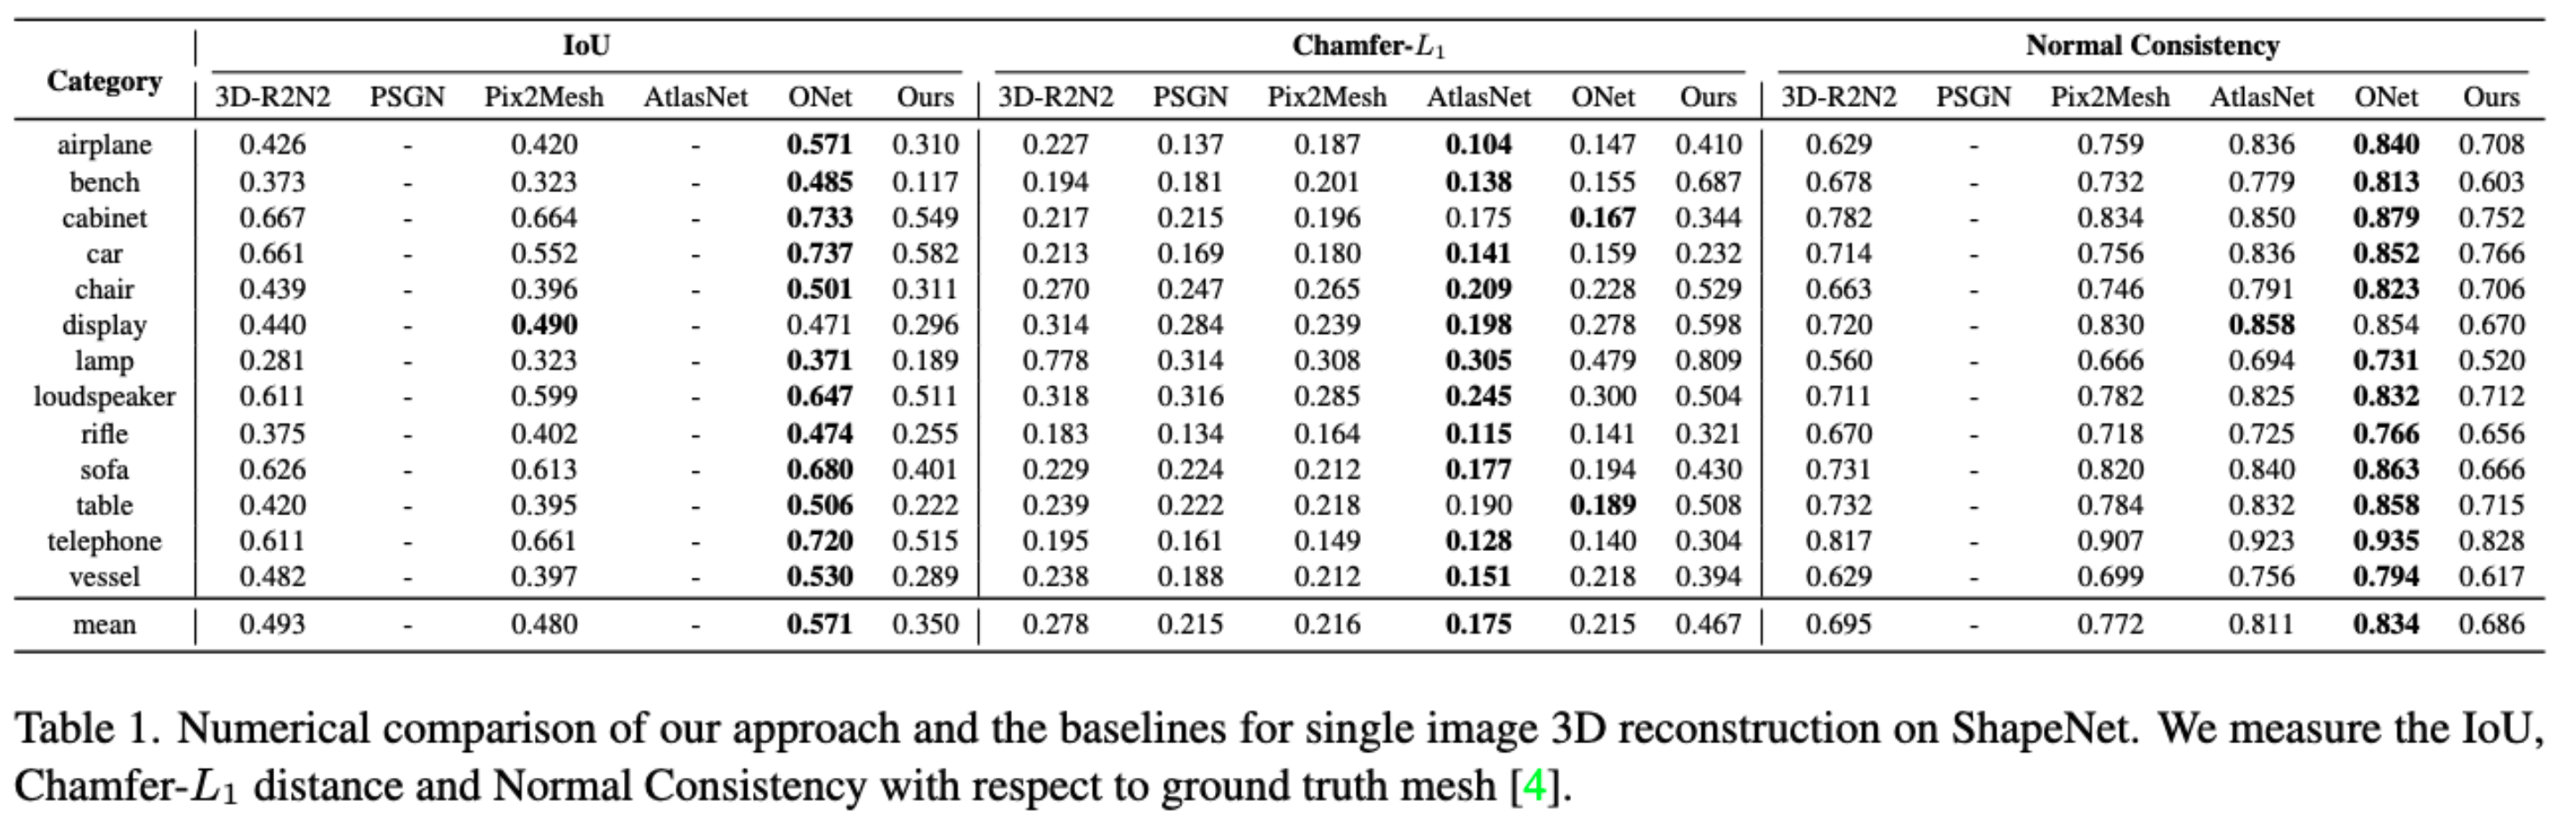 Category IoU Chamfer-L1 Normal Consistency
3D-R2N2 PSGN Pix2Mesh AtlasNet ONet Ours 3D-R2N2 PSGN Pix2Mesh AtlasNet ONet Ours 3D-R2N2 PSGN Pix2Mesh AtlasNet ONet Ours
airplane 0.426 - 0.420 - 0.571 0.310 0.227 0.137 0.187 0.104 0.147 0.410 0.629 - 0.759 0.836 0.840 0.708
bench 0.373 - 0.323 - 0.485 0.117 0.194 0.181 0.201 0.138 0.155 0.687 0.678 - 0.732 0.779 0.813 0.603
cabinet 0.667 - 0.664 - 0.733 0.549 0.217 0.215 0.196 0.175 0.167 0.344 0.782 - 0.834 0.850 0.879 0.752
car 0.661 - 0.552 - 0.737 0.582 0.213 0.169 0.180 0.141 0.159 0.232 0.714 - 0.756 0.836 0.852 0.766
chair 0.439 - 0.396 - 0.501 0.311 0.270 0.247 0.265 0.209 0.228 0.529 0.663 - 0.746 0.791 0.823 0.706
display 0.440 - 0.490 - 0.471 0.296 0.314 0.284 0.239 0.198 0.278 0.598 0.720 - 0.830 0.858 0.854 0.670
lamp 0.281 - 0.323 - 0.371 0.189 0.778 0.314 0.308 0.305 0.479 0.809 0.560 - 0.666 0.694 0.731 0.520
loudspeaker 0.611 - 0.599 - 0.647 0.511 0.318 0.316 0.285 0.245 0.300 0.504 0.711 - 0.782 0.825 0.832 0.712
rifle 0.375 - 0.402 - 0.474 0.255 0.183 0.134 0.164 0.115 0.141 0.321 0.670 - 0.718 0.725 0.766 0.656
sofa 0.626 - 0.613 - 0.680 0.401 0.229 0.224 0.212 0.177 0.194 0.430 0.731 - 0.820 0.840 0.863 0.666
table 0.420 - 0.395 - 0.506 0.222 0.239 0.222 0.218 0.190 0.189 0.508 0.732 - 0.784 0.832 0.858 0.715
telephone 0.611 - 0.661 - 0.720 0.515 0.195 0.161 0.149 0.128 0.140 0.304 0.817 - 0.907 0.923 0.935 0.828
vessel 0.482 - 0.397 - 0.530 0.289 0.238 0.188 0.212 0.151 0.218 0.394 0.629 - 0.699 0.756 0.794 0.617
mean 0.493 - 0.480 - 0.571 0.350 0.278 0.215 0.216 0.175 0.215 0.467 0.695 - 0.772 0.811 0.834 0.686
Table 1. Numerical comparison of our approach and the baselines for single image 3D reconstruction on ShapeNet. We measure the IoU,
Chamfer-L1 distance and Normal Consistency with respect to ground truth mesh [4].